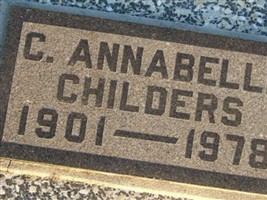 C. ANNABELL
CHILDERS
1901 — 1978